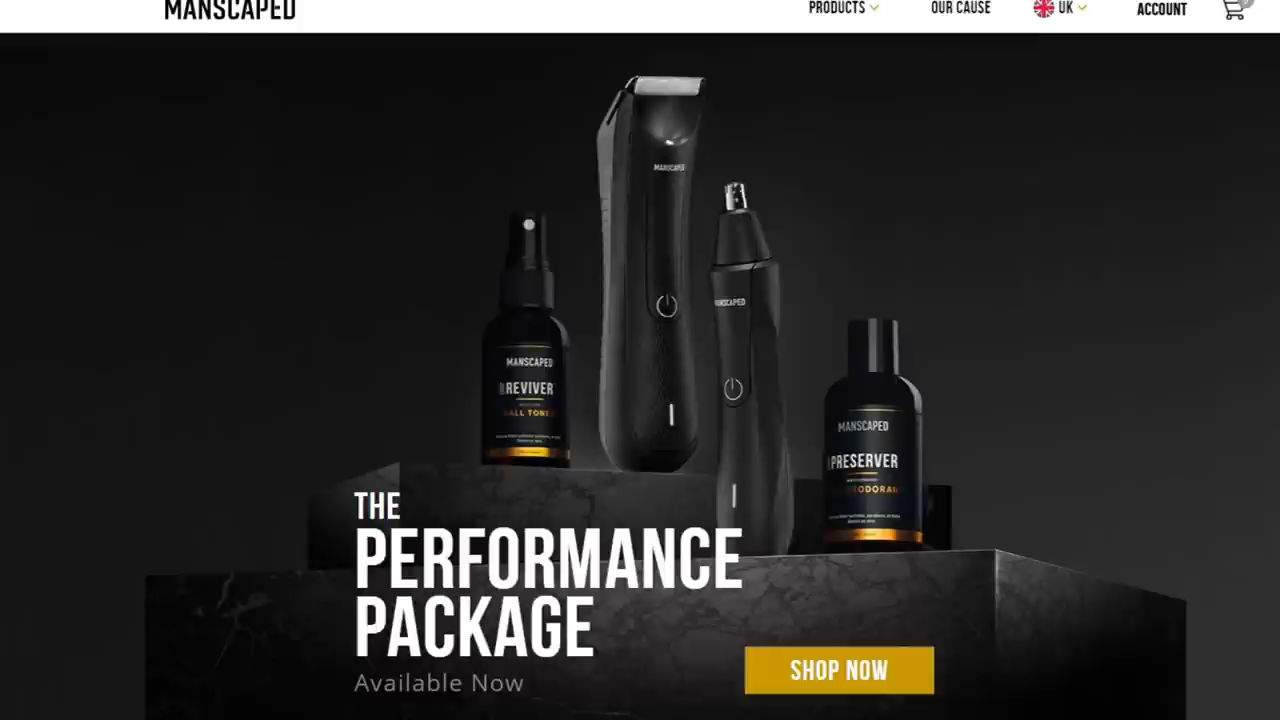 MANSCAPED
PRODUCTS
OUR CAUSE
UK
ACCOUNT
MANSCAPED
MANSCAPED
MANSCAPED
REVIVER
MANSCAPED
PRESERVER
THE
PERFORMANCE
PACKAGE
Available Now
SHOP NOW